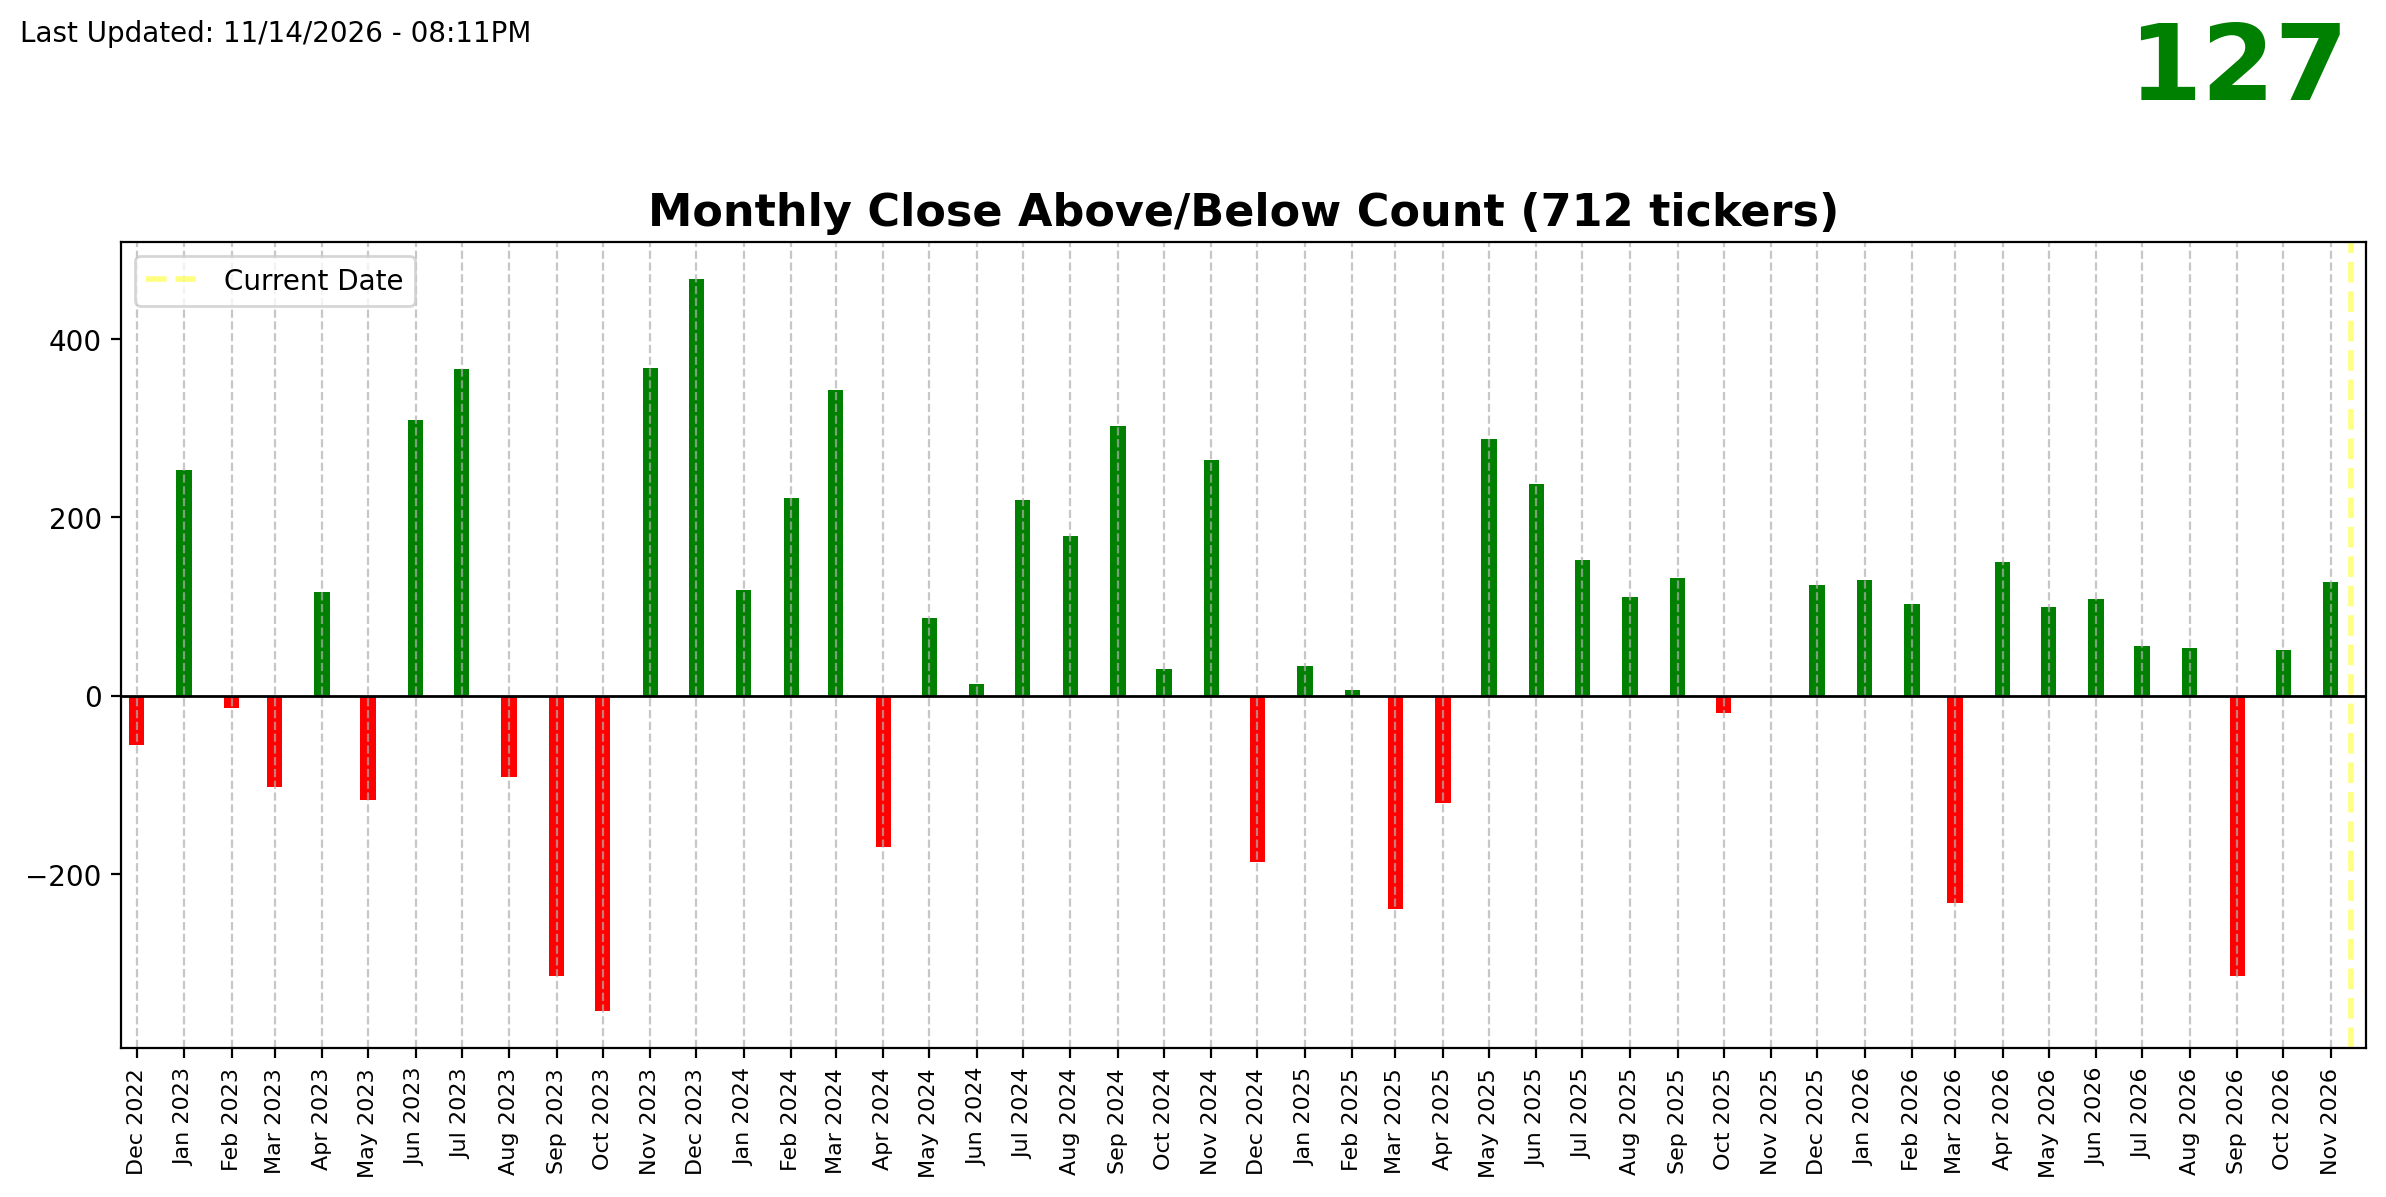 Last Updated: 11/14/2026 - 08:11PM
127
Monthly Close Above/Below Count (712 tickers)
Current Date
400
200
0
−200
Dec 2022
Jan 2023
Feb 2023
Mar 2023
Apr 2023
May 2023
Jun 2023
Jul 2023
Aug 2023
Sep 2023
Oct 2023
Nov 2023
Dec 2023
Jan 2024
Feb 2024
Mar 2024
Apr 2024
May 2024
Jun 2024
Jul 2024
Aug 2024
Sep 2024
Oct 2024
Nov 2024
Dec 2024
Jan 2025
Feb 2025
Mar 2025
Apr 2025
May 2025
Jun 2025
Jul 2025
Aug 2025
Sep 2025
Oct 2025
Nov 2025
Dec 2025
Jan 2026
Feb 2026
Mar 2026
Apr 2026
May 2026
Jun 2026
Jul 2026
Aug 2026
Sep 2026
Oct 2026
Nov 2026